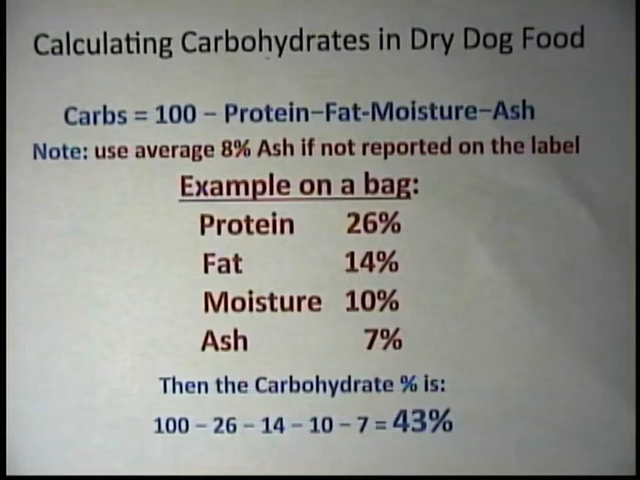 Calculating Carbohydrates in Dry Dog Food
Carbs = 100 – Protein–Fat-Moisture–Ash
Note: use average 8% Ash if not reported on the label
Example on a bag:
Protein 26%
Fat 14%
Moisture 10%
Ash 7%
Then the Carbohydrate % is:
100 – 26 – 14 – 10 – 7 = 43%